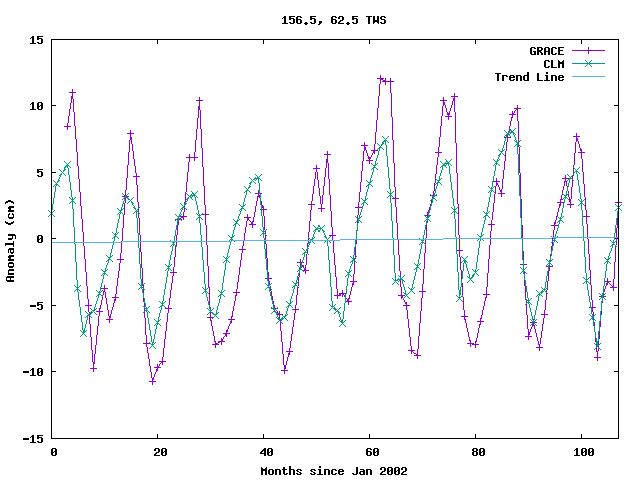 156.5, 62.5 TWS
GRACE
CLM
Trend Line
15
10
5
0
-5
-10
-15
Anomaly (cm)
0 20 40 60 80 100
Months since Jan 2002